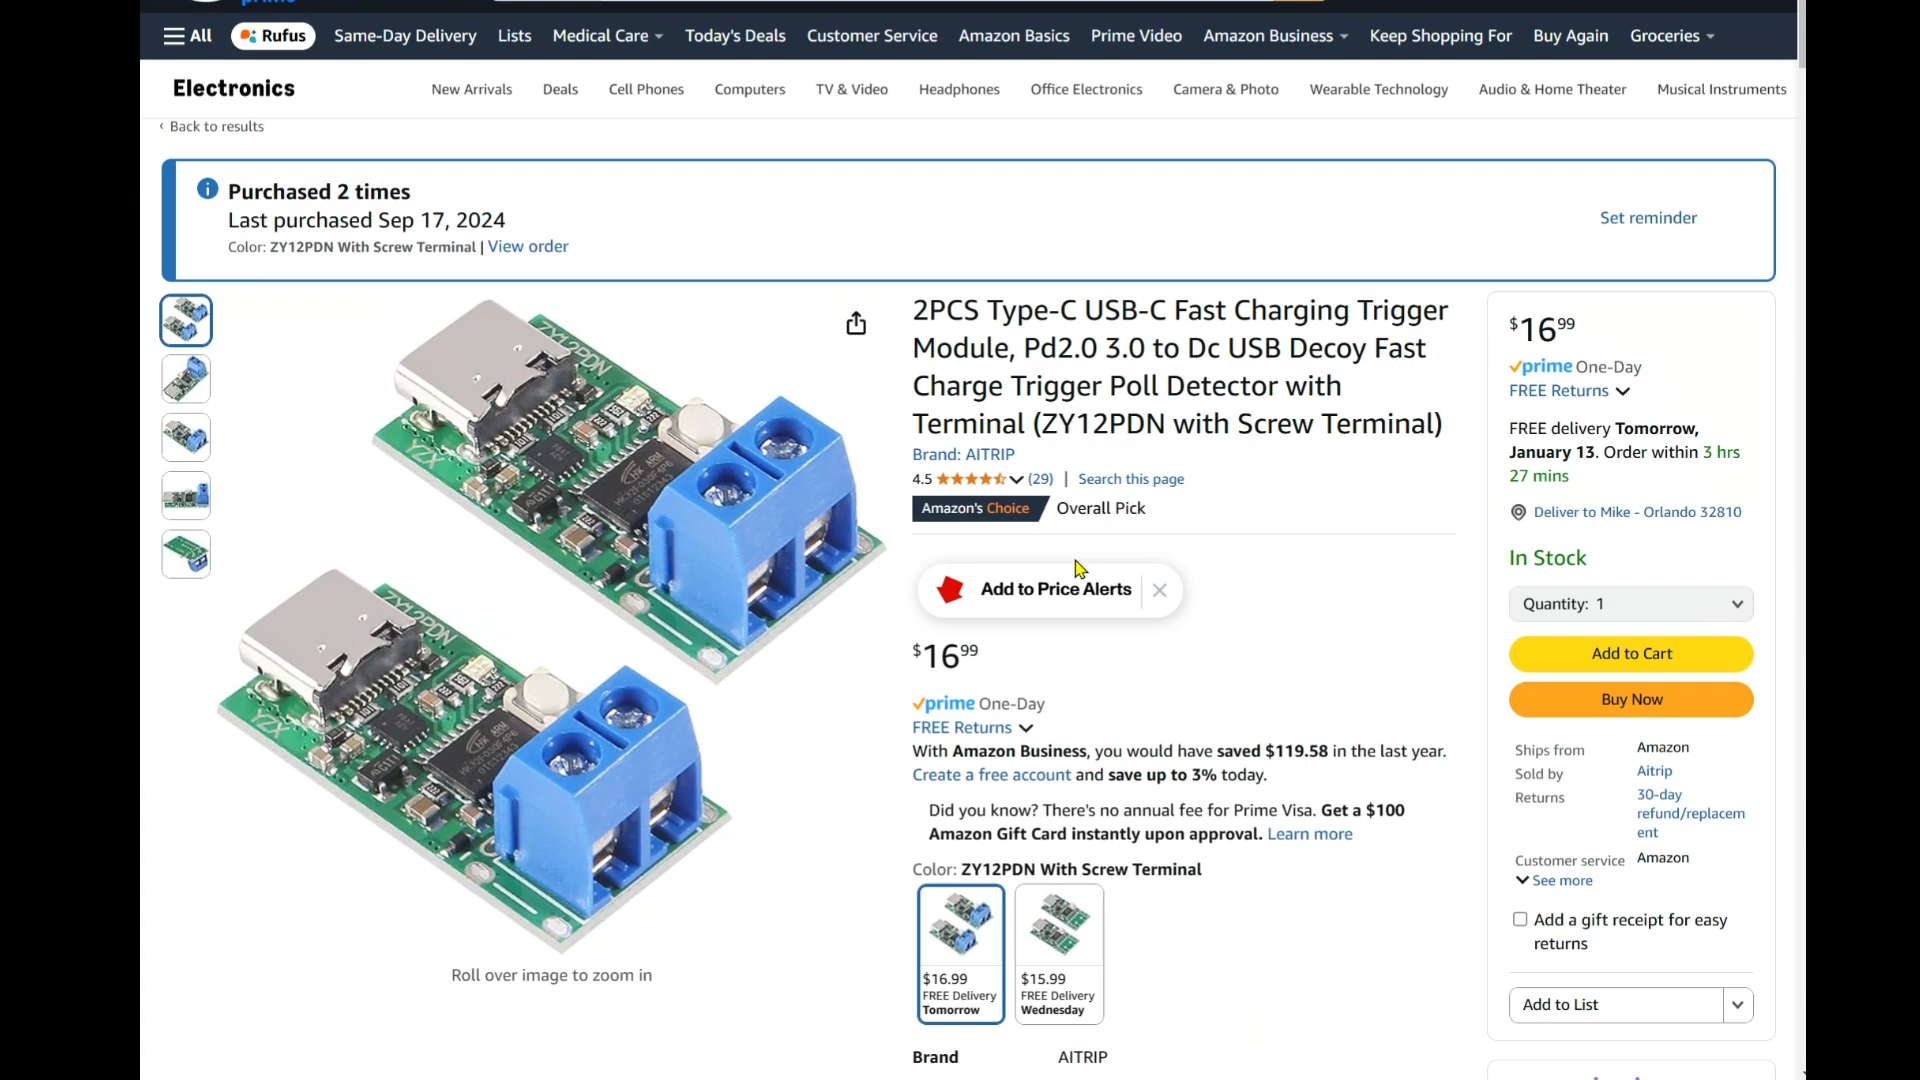 prime
All
Rufus
Same-Day Delivery
Lists
Medical Care
Today's Deals
Customer Service
Amazon Basics
Prime Video
Amazon Business
Keep Shopping For
Buy Again
Groceries
Electronics
New Arrivals
Deals
Cell Phones
Computers
TV & Video
Headphones
Office Electronics
Camera & Photo
Wearable Technology
Audio & Home Theater
Musical Instruments
‹ Back to results
Purchased 2 times
Last purchased Sep 17, 2024
Color: ZY12PDN With Screw Terminal | View order
Set reminder
ZY12PDN
YZX
ZY12PDN
YZX
Roll over image to zoom in
2PCS Type-C USB-C Fast Charging Trigger
Module, Pd2.0 3.0 to Dc USB Decoy Fast
Charge Trigger Poll Detector with
Terminal (ZY12PDN with Screw Terminal)
Brand: AITRIP
4.5 (29) | Search this page
Amazon's Choice Overall Pick
Add to Price Alerts
$16 99
prime One-Day
FREE Returns
With Amazon Business, you would have saved $119.58 in the last year.
Create a free account and save up to 3% today.
Did you know? There's no annual fee for Prime Visa. Get a $100
Amazon Gift Card instantly upon approval. Learn more
Color: ZY12PDN With Screw Terminal
$16.99
FREE Delivery
Tomorrow
$15.99
FREE Delivery
Wednesday
Brand AITRIP
$16 99
prime One-Day
FREE Returns
FREE delivery Tomorrow,
January 13. Order within 3 hrs
27 mins
Deliver to Mike - Orlando 32810
In Stock
Quantity: 1
Add to Cart
Buy Now
Ships from Amazon
Sold by Aitrip
Returns 30-day
refund/replacem
ent
Customer service Amazon
See more
Add a gift receipt for easy
returns
Add to List